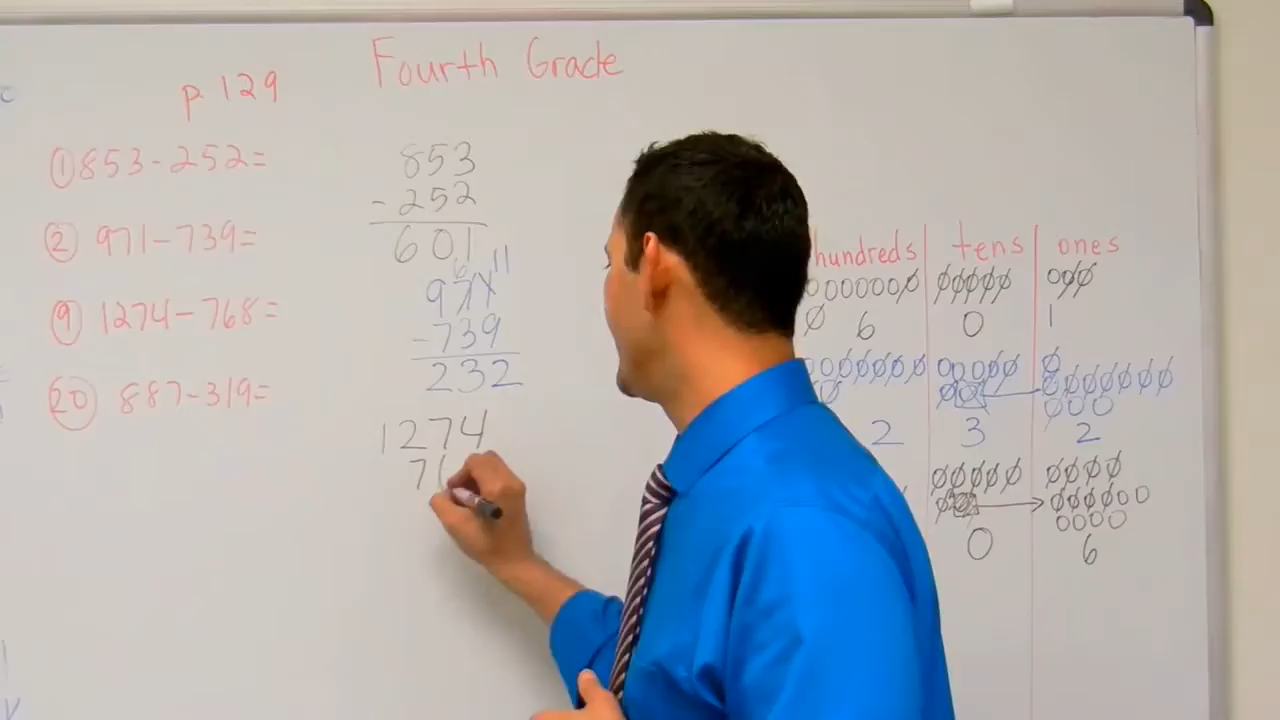 Fourth Grade
p 129
① 853-252=
② 971-739=
⑨ 1274-768=
⑳ 887-319=
853
- 252
601
6 11
971
-739
232
1274
7
hundreds tens ones
6 0 1
2 3 2
0 6